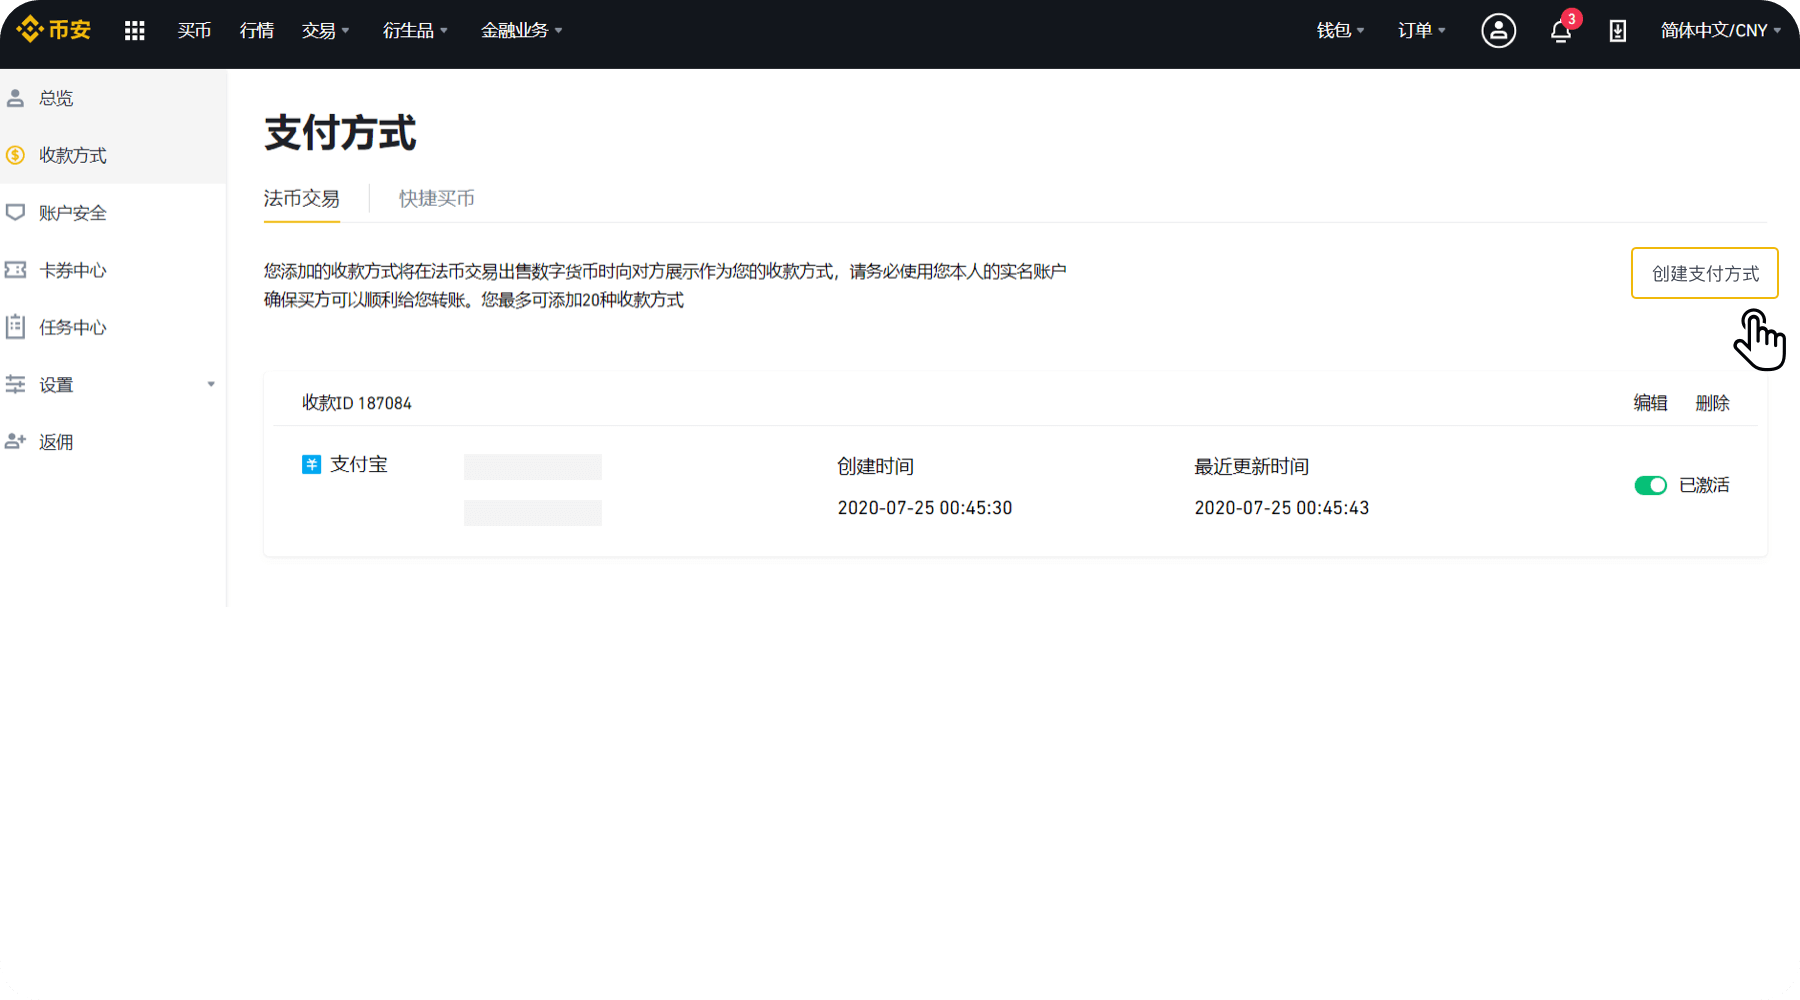 币安
买币
行情
交易
衍生品
金融业务
钱包
订单
3
简体中文/CNY
总览
收款方式
账户安全
卡券中心
任务中心
设置
返佣
支付方式
法币交易
快捷买币
您添加的收款方式将在法币交易出售数字货币时向对方展示作为您的收款方式，请务必使用您本人的实名账户
确保买方可以顺利给您转账。您最多可添加20种收款方式
创建支付方式
收款ID 187084
编辑
删除
支付宝
创建时间
最近更新时间
2020-07-25 00:45:30
2020-07-25 00:45:43
已激活